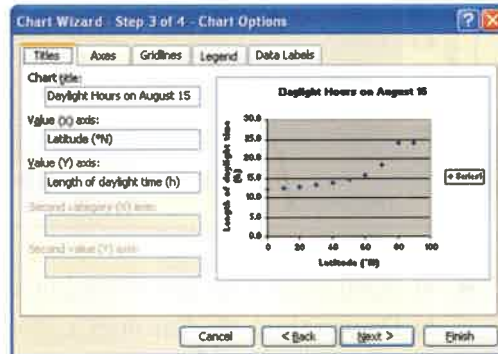 Chart Wizard - Step 3 of 4 - Chart Options
Titles Axes Gridlines Legend Data Labels
Chart title:
Daylight Hours on August 15
Value (X) axis:
Latitude (°N)
Value (Y) axis:
Length of daylight time (h)
Second category (X) axis:
Second value (Y) axis:
Daylight Hours on August 15
Length of daylight time
(h)
30.0
25.0
20.0
15.0
10.0
5.0
0.0
0 20 40 60 80 100
Latitude (°N)
Series1
Cancel < Back Next > Finish